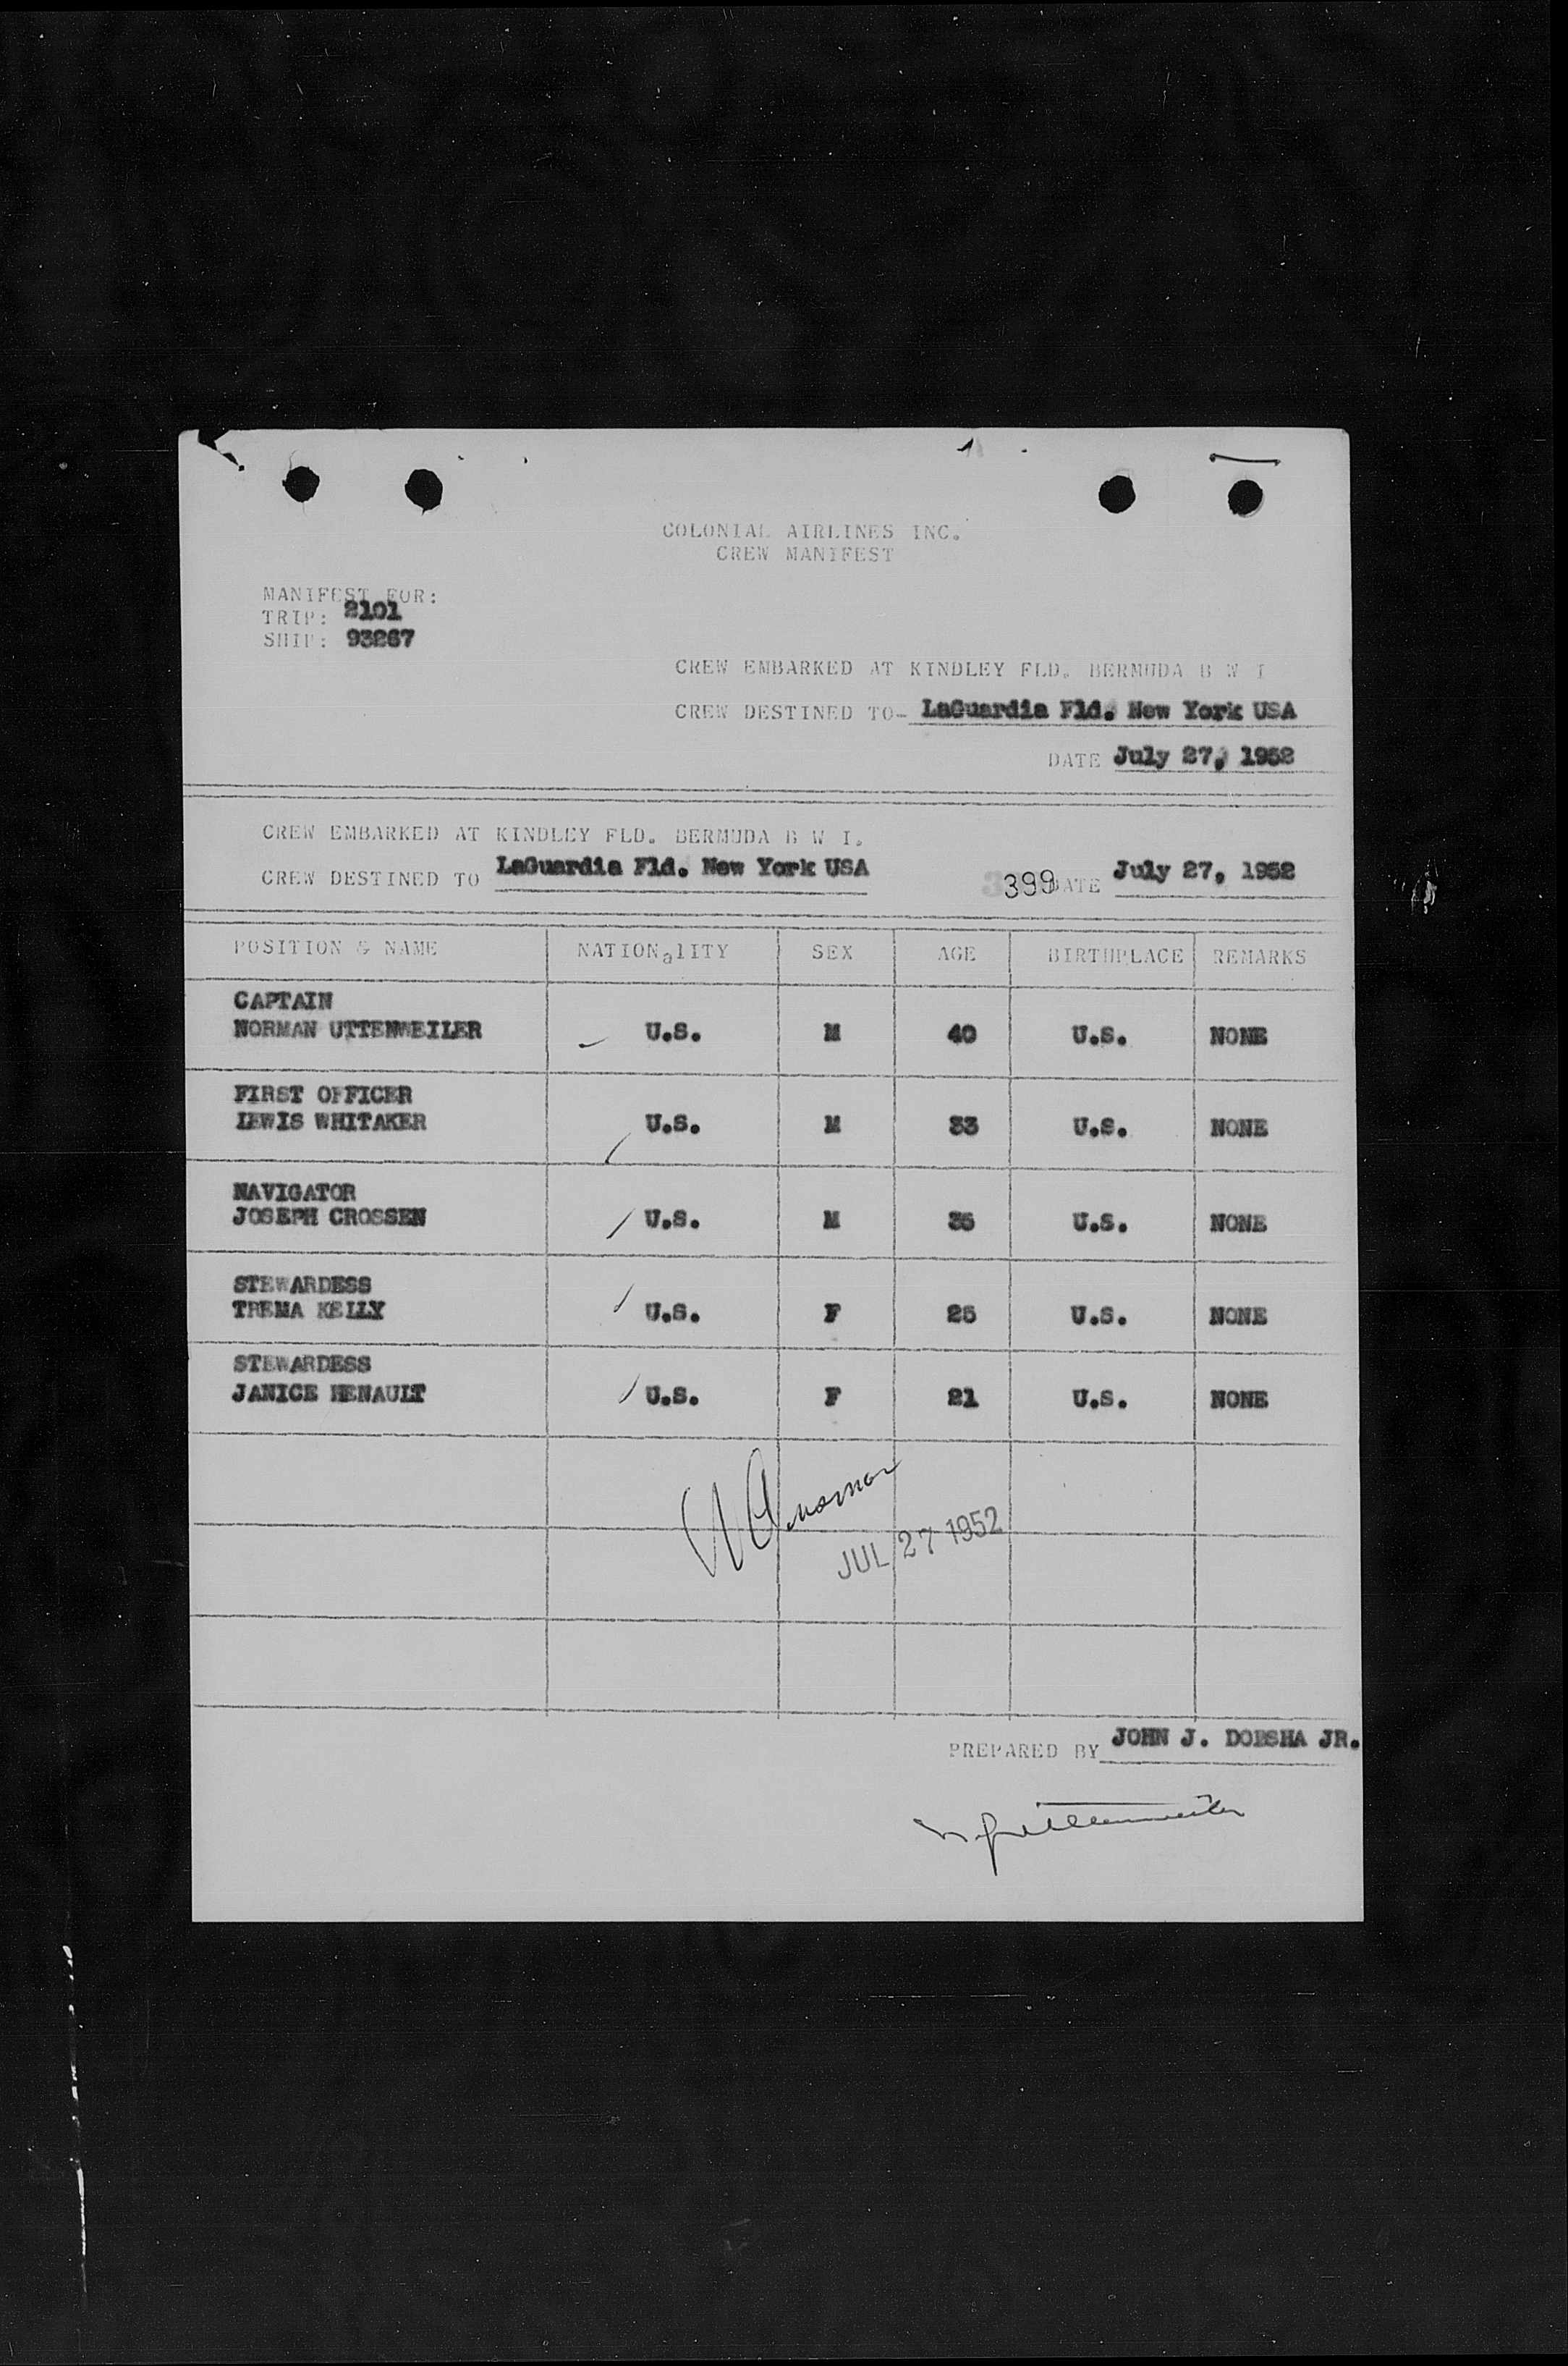 COLONIAL AIRLINES INC.
CREW MANIFEST
MANIFEST FOR:
TRIP: 2101
SHIP: 93267
CREW EMBARKED AT KINDLEY FLD. BERMUDA B W I
CREW DESTINED TO- LaGuardia Fld. New York USA
DATE July 27, 1952
CREW EMBARKED AT KINDLEY FLD. BERMUDA B W I.
CREW DESTINED TO LaGuardia Fld. New York USA 399 DATE July 27, 1952
POSITION & NAME NATIONalITY SEX AGE BIRTHPLACE REMARKS
CAPTAIN
NORMAN UTTENWEILER U.S. M 40 U.S. NONE
FIRST OFFICER
LEWIS WHITAKER U.S. M 33 U.S. NONE
NAVIGATOR
JOSEPH CROSSEN U.S. M 35 U.S. NONE
STEWARDESS
TREMA KELLY U.S. F 25 U.S. NONE
STEWARDESS
JANICE HENAULT U.S. F 21 U.S. NONE
JUL 27 1952
PREPARED BY JOHN J. DOBSHA JR.